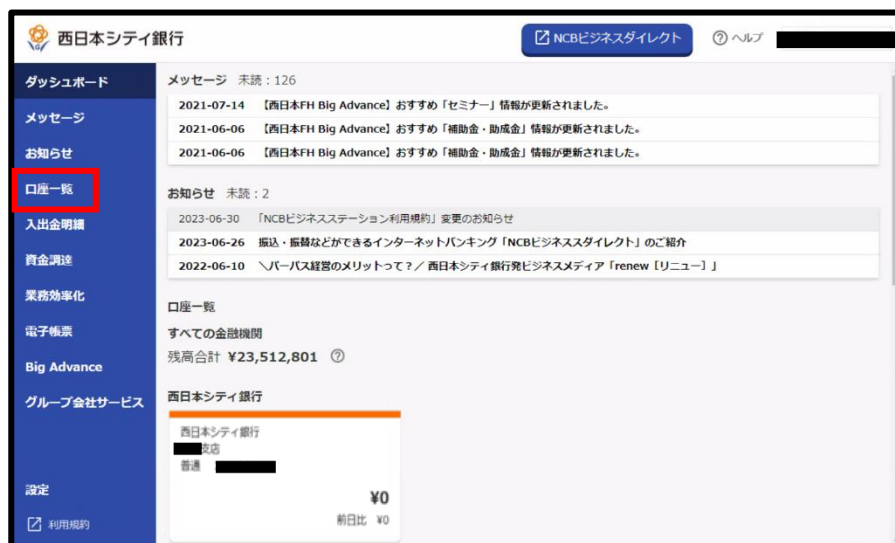 西日本シティ銀行
NCBビジネスダイレクト
ヘルプ
ダッシュボード
メッセージ
お知らせ
口座一覧
入出金明細
資金調達
業務効率化
電子帳票
Big Advance
グループ会社サービス
設定
利用規約
メッセージ 未読：126
2021-07-14 【西日本FH Big Advance】おすすめ「セミナー」情報が更新されました。
2021-06-06 【西日本FH Big Advance】おすすめ「補助金・助成金」情報が更新されました。
2021-06-06 【西日本FH Big Advance】おすすめ「補助金・助成金」情報が更新されました。
お知らせ 未読：2
2023-06-30 「NCBビジネスステーション利用規約」変更のお知らせ
2023-06-26 振込・振替などができるインターネットバンキング「NCBビジネスダイレクト」のご紹介
2022-06-10 ＼パーパス経営のメリットって？／ 西日本シティ銀行発ビジネスメディア「renew［リニュー］」
口座一覧
すべての金融機関
残高合計 ¥23,512,801
西日本シティ銀行
西日本シティ銀行
支店
普通
¥0
前日比 ¥0